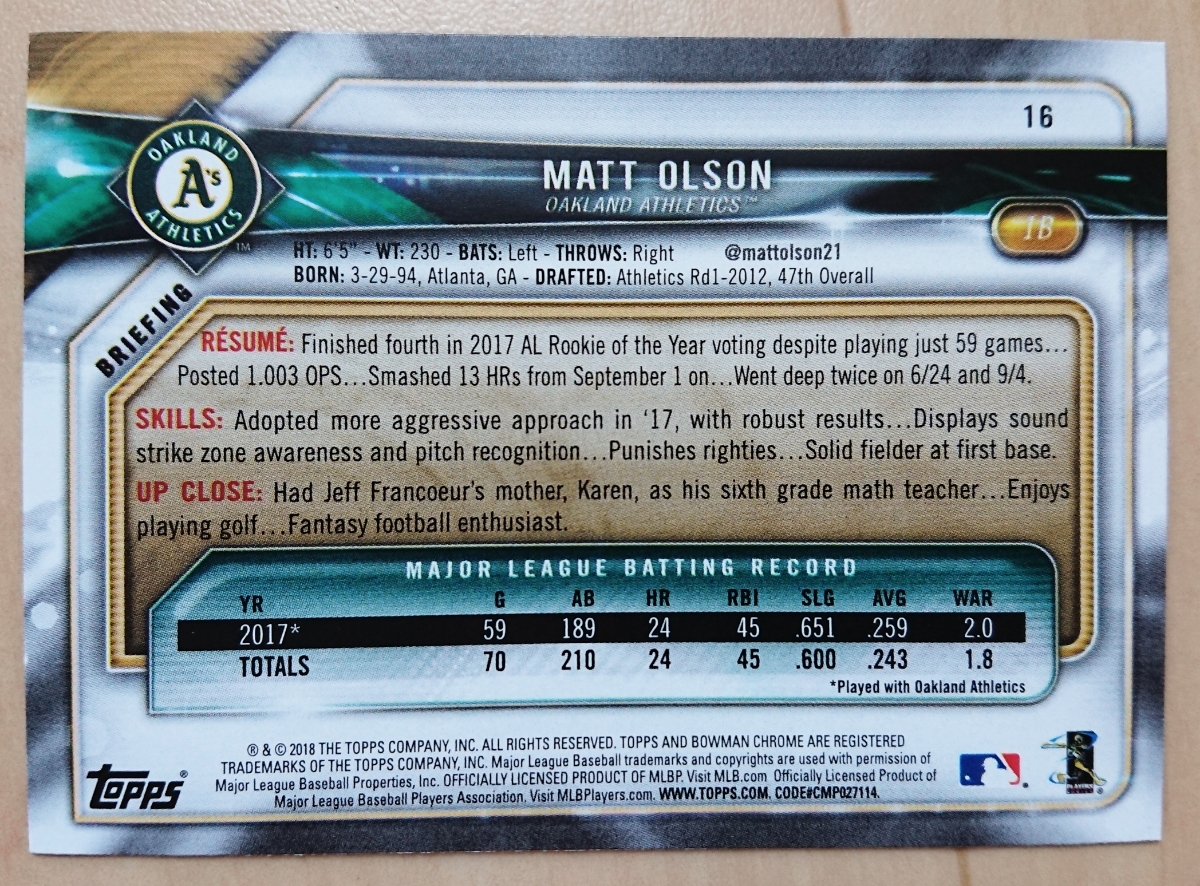 16
OAKLAND
A's
ATHLETICS™
MATT OLSON
OAKLAND ATHLETICS™
1B
HT: 6'5" - WT: 230 - BATS: Left - THROWS: Right @mattolson21
BORN: 3-29-94, Atlanta, GA - DRAFTED: Athletics Rd1-2012, 47th Overall
BRIEFING
RÉSUMÉ: Finished fourth in 2017 AL Rookie of the Year voting despite playing just 59 games...
Posted 1.003 OPS...Smashed 13 HRs from September 1 on...Went deep twice on 6/24 and 9/4.
SKILLS: Adopted more aggressive approach in '17, with robust results...Displays sound
strike zone awareness and pitch recognition...Punishes righties...Solid fielder at first base.
UP CLOSE: Had Jeff Francoeur's mother, Karen, as his sixth grade math teacher...Enjoys
playing golf...Fantasy football enthusiast.
MAJOR LEAGUE BATTING RECORD
YR G AB HR RBI SLG AVG WAR
2017* 59 189 24 45 .651 .259 2.0
TOTALS 70 210 24 45 .600 .243 1.8
*Played with Oakland Athletics
® & © 2018 THE TOPPS COMPANY, INC. ALL RIGHTS RESERVED. TOPPS AND BOWMAN CHROME ARE REGISTERED
TRADEMARKS OF THE TOPPS COMPANY, INC. Major League Baseball trademarks and copyrights are used with permission of
Major League Baseball Properties, Inc. OFFICIALLY LICENSED PRODUCT OF MLBP. Visit MLB.com Officially Licensed Product of
Major League Baseball Players Association. Visit MLBPlayers.com. WWW.TOPPS.COM. CODE#CMP027114.
Topps®
PLAYERS